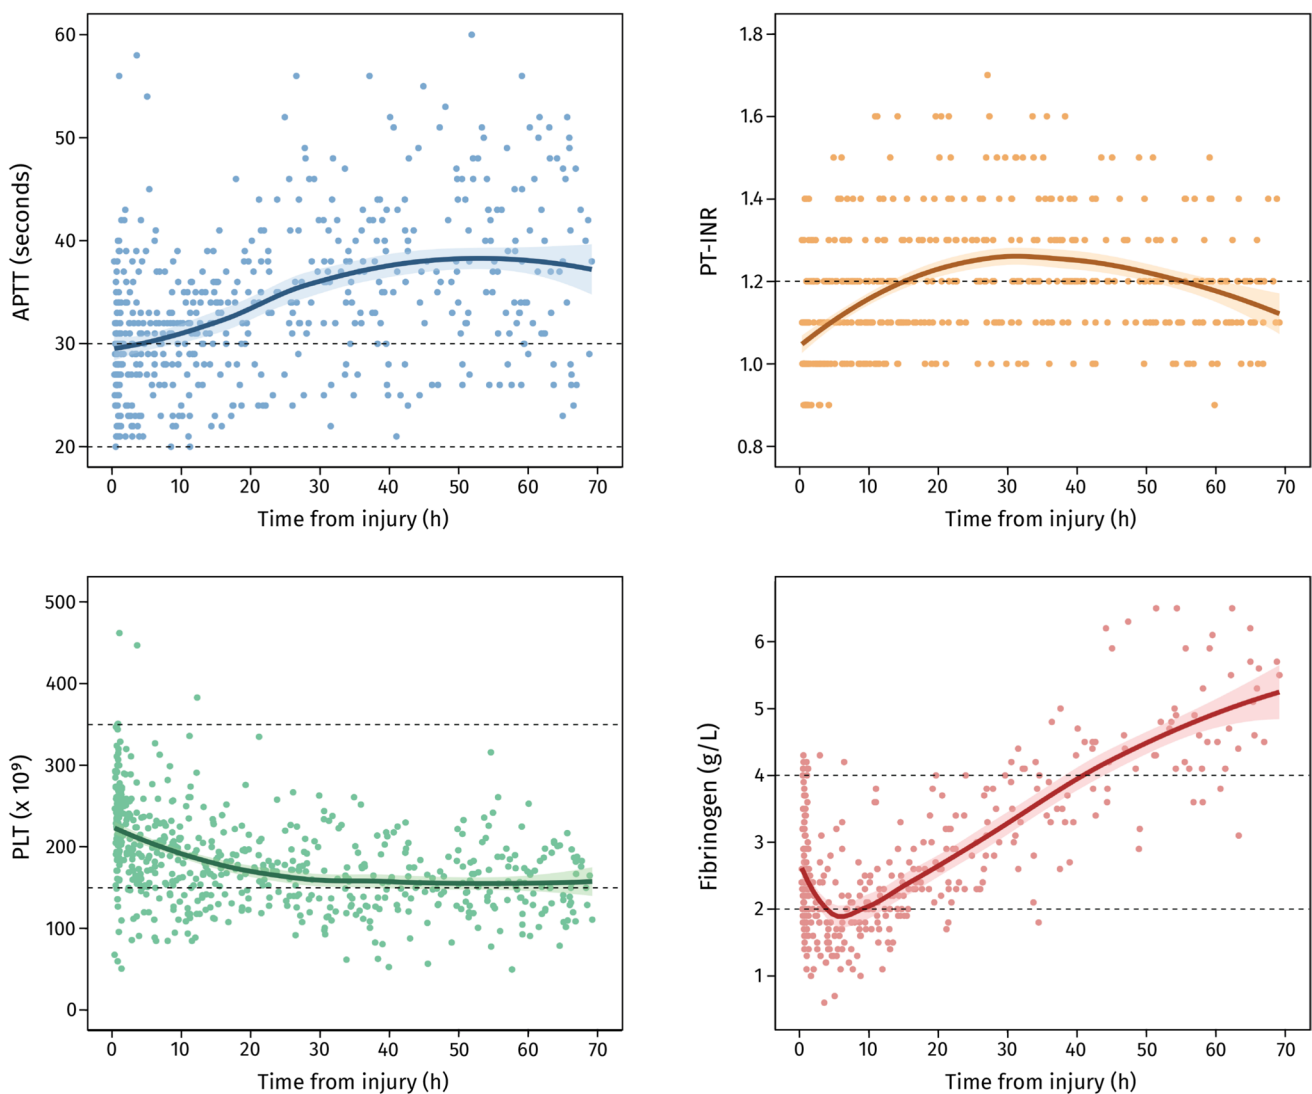 APTT (seconds)
60
50
40
30
20
0 10 20 30 40 50 60 70
Time from injury (h)
PT-INR
1.8
1.6
1.4
1.2
1.0
0.8
0 10 20 30 40 50 60 70
Time from injury (h)
PLT (x 10⁹)
500
400
300
200
100
0
0 10 20 30 40 50 60 70
Time from injury (h)
Fibrinogen (g/L)
6
5
4
3
2
1
0 10 20 30 40 50 60 70
Time from injury (h)